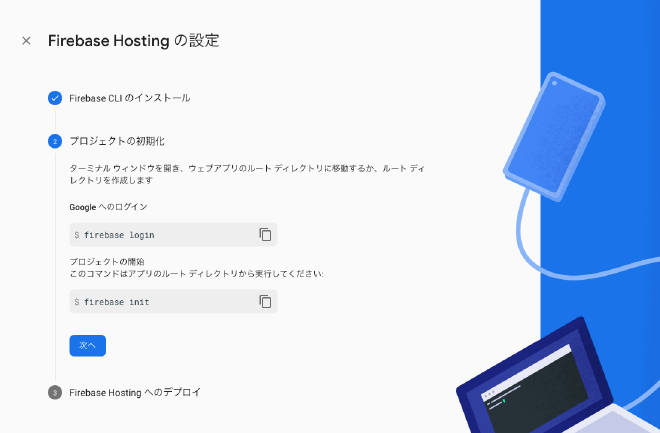 Firebase Hosting の設定
Firebase CLI のインストール
2 プロジェクトの初期化
ターミナル ウィンドウを開き、ウェブアプリのルート ディレクトリに移動するか、ルート ディ
レクトリを作成します
Google へのログイン
$ firebase login
プロジェクトの開始
このコマンドはアプリのルート ディレクトリから実行してください:
$ firebase init
次へ
3 Firebase Hosting へのデプロイ